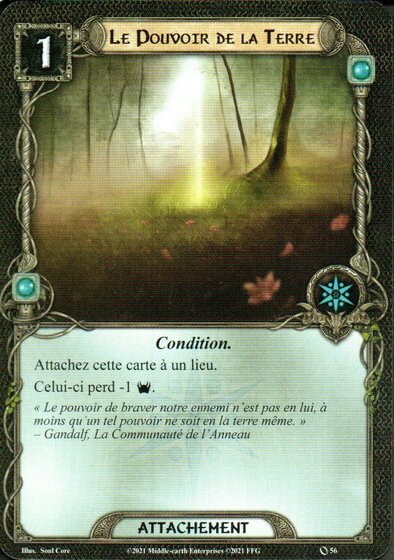 1
Le Pouvoir de la Terre
Condition.
Attachez cette carte à un lieu.
Celui-ci perd -1 .
« Le pouvoir de braver notre ennemi n'est pas en lui, à
moins qu'un tel pouvoir ne soit en la terre même. »
– Gandalf, La Communauté de l'Anneau
ATTACHEMENT
Illus. Soul Core ©2021 Middle-earth Enterprises ©2021 FFG 56